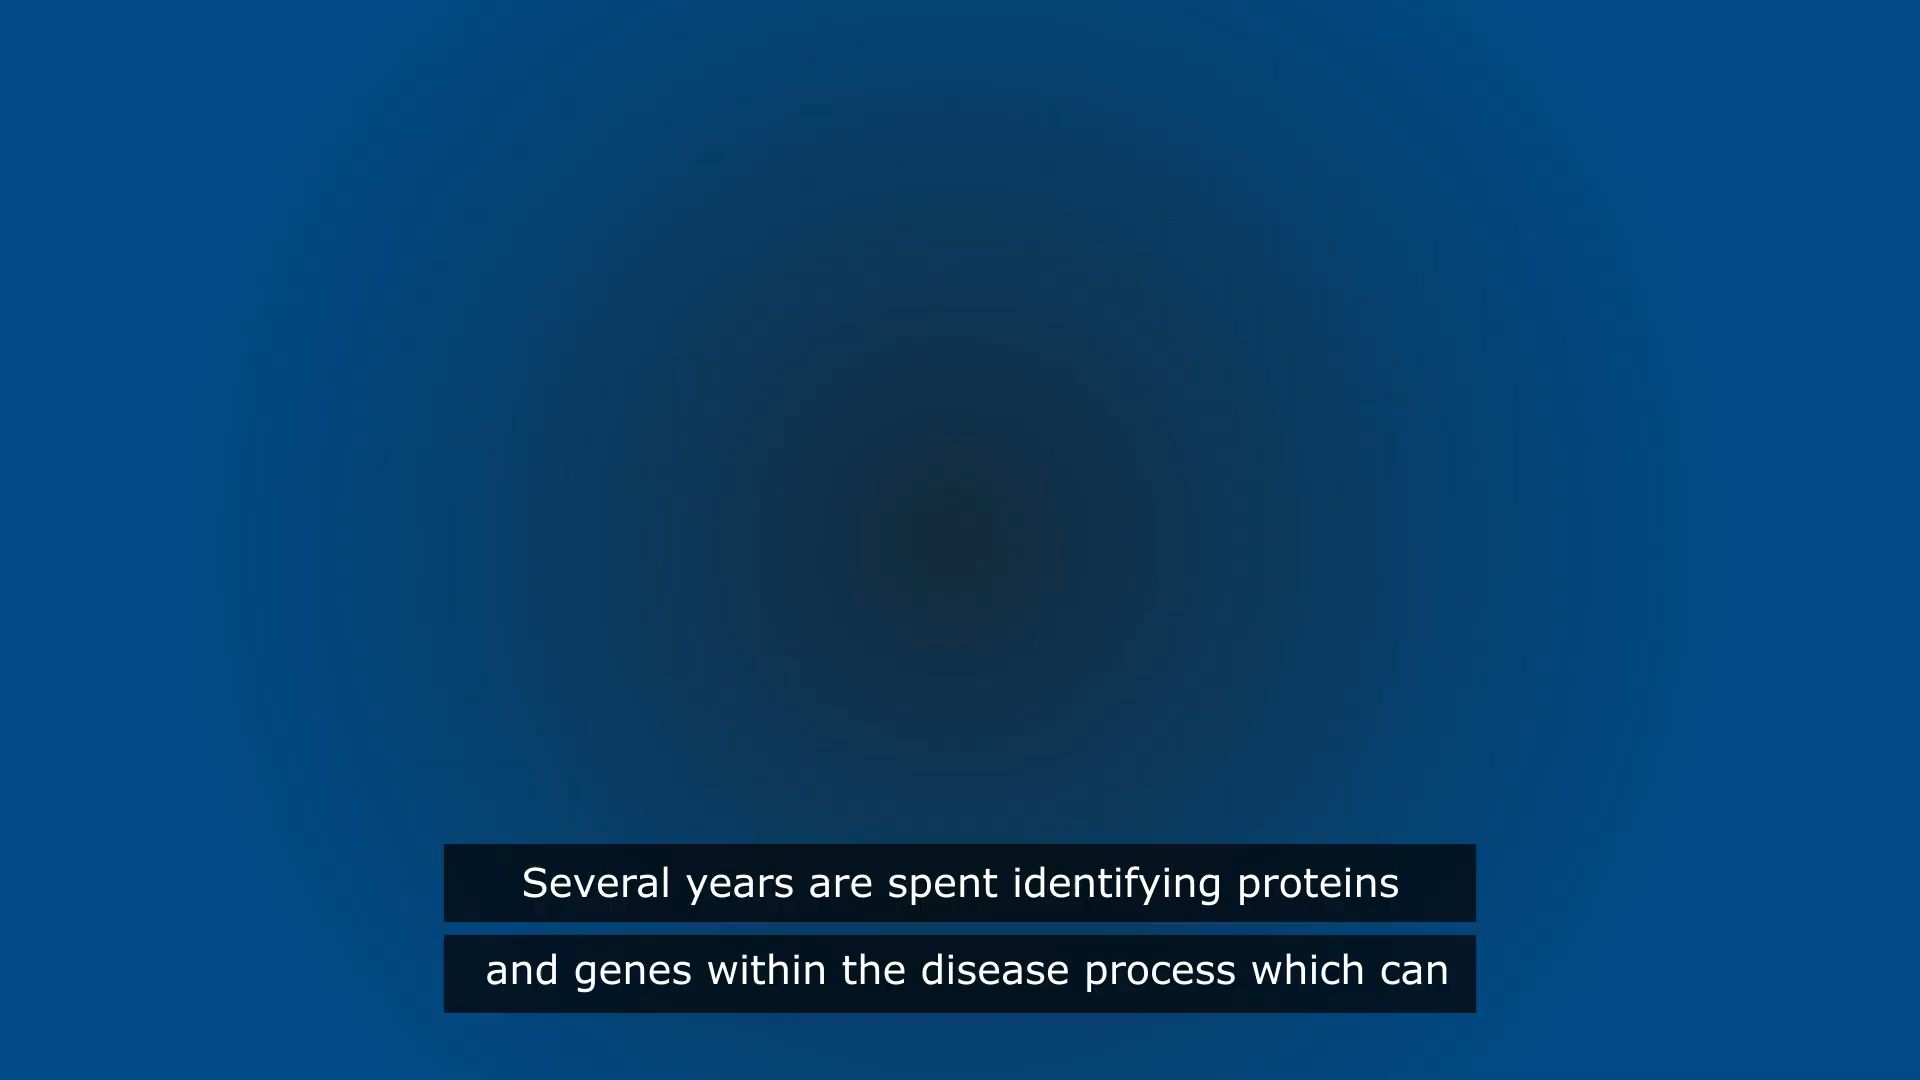 Several years are spent identifying proteins
and genes within the disease process which can